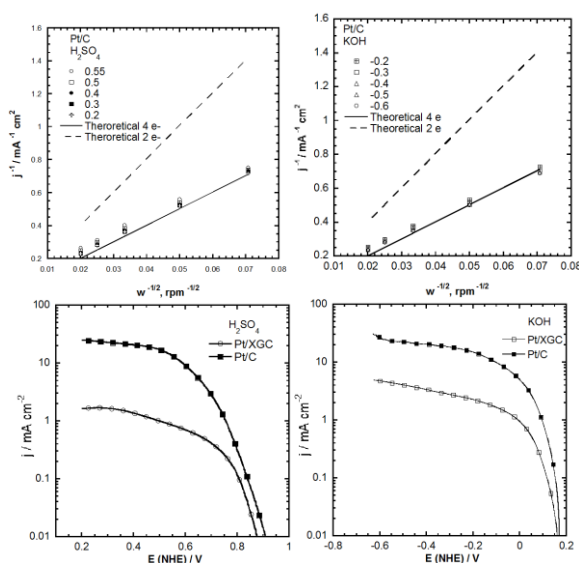 Pt/C
H₂SO₄
0.55
0.5
0.4
0.3
0.2
Theroretical 4 e-
Theroretical 2 e-
1.4
1.2
1
0.8
0.6
0.4
0.2
j⁻¹/ mA⁻¹ cm²
0.01 0.02 0.03 0.04 0.05 0.06 0.07 0.08
w⁻¹/², rpm⁻¹/²
Pt/C
KOH
-0.2
-0.3
-0.4
-0.5
-0.6
Theroretical 4 e
Theroretical 2 e
1.6
1.4
1.2
1
0.8
0.6
0.4
0.2
j⁻¹/ mA⁻¹ cm²
0.01 0.02 0.03 0.04 0.05 0.06 0.07 0.08
w⁻¹/², rpm⁻¹/²
H₂SO₄
Pt/XGC
Pt/C
100
10
1
0.1
0.01
j / mA cm⁻²
0.2 0.4 0.6 0.8 1
E (NHE) / V
KOH
Pt/XGC
Pt/C
100
10
1
0.1
0.01
j / mA cm⁻²
-0.8 -0.6 -0.4 -0.2 0 0.2
E (NHE) / V